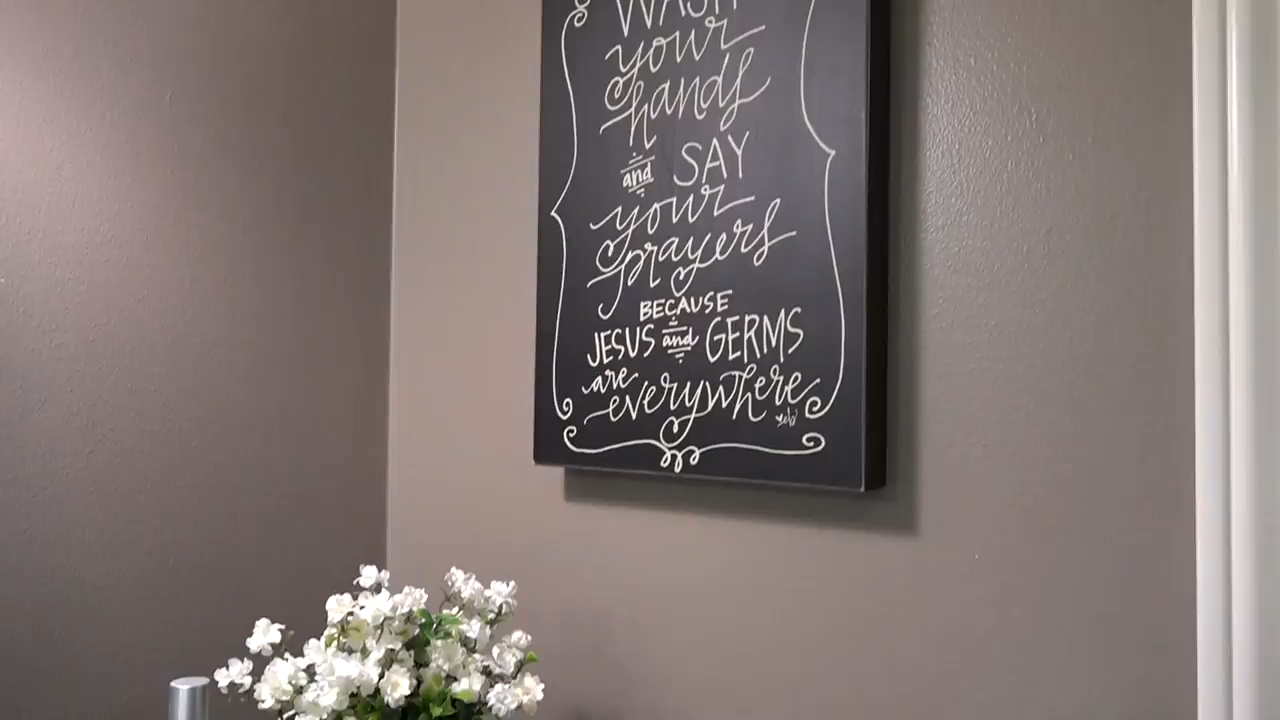 WASH
your
hands
and SAY
your
prayers
BECAUSE
JESUS and GERMS
are
everywhere